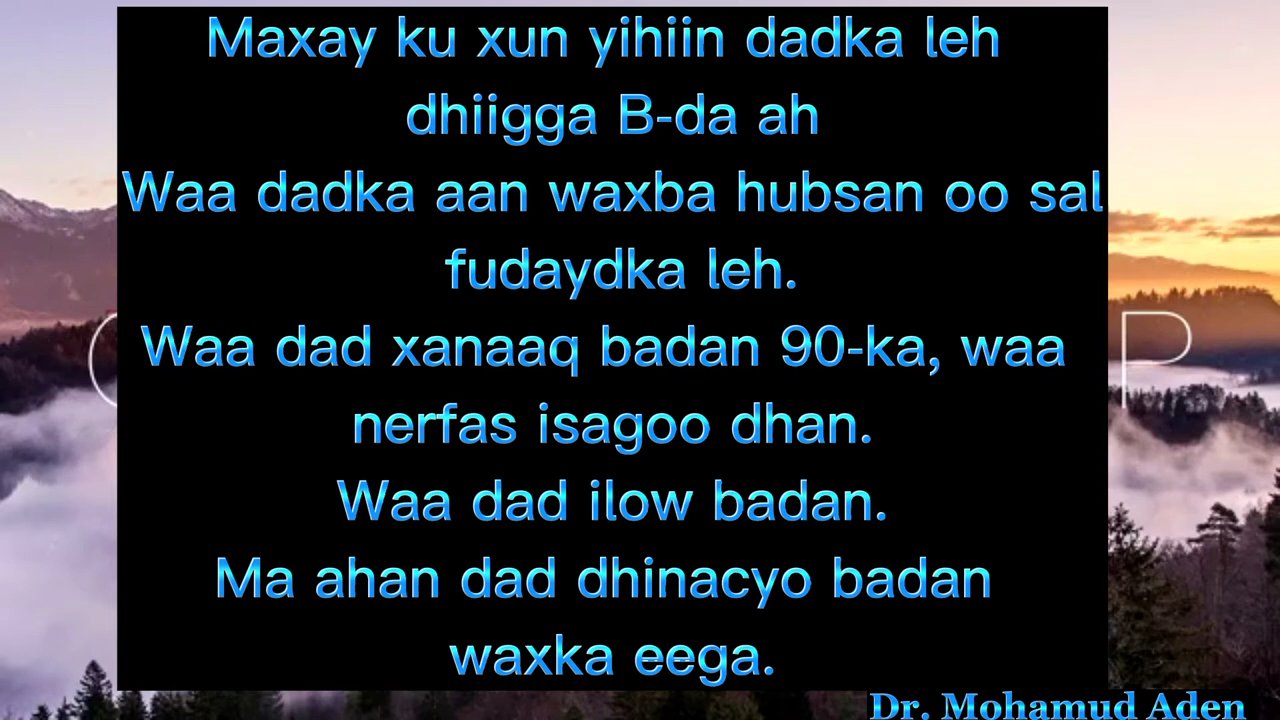 Maxay ku xun yihiin dadka leh
dhiigga B-da ah
Waa dadka aan waxba hubsan oo sal
fudaydka leh.
Waa dad xanaaq badan 90-ka, waa
nerfas isagoo dhan.
Waa dad ilow badan.
Ma ahan dad dhinacyo badan
waxka eega.
P
Dr. Mohamud Aden